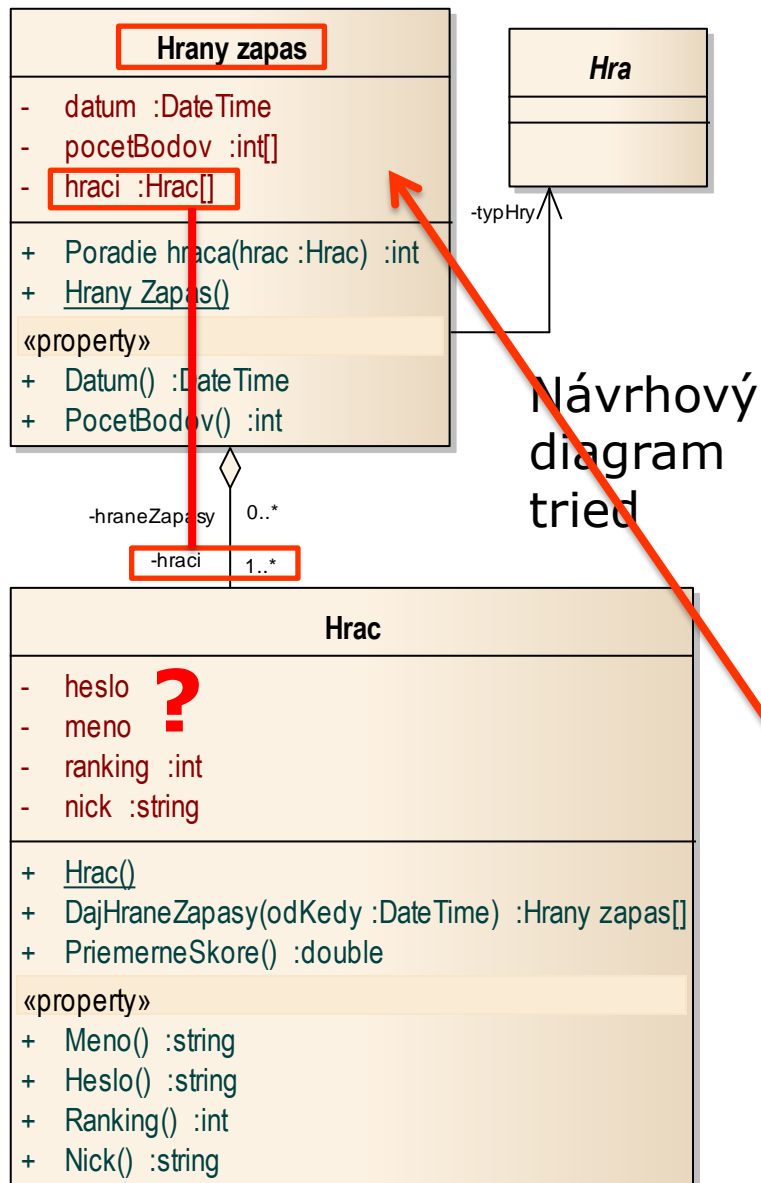 Hrany zapas
- datum :DateTime
- pocetBodov :int[]
- hraci :Hrac[]
+ Poradie hraca(hrac :Hrac) :int
+ Hrany Zapas()
«property»
+ Datum() :DateTime
+ PocetBodov() :int
Hra
-typHry
Návrhový
diagram
tried
-hraneZapasy 0..*
-hraci 1..*
Hrac
- heslo
- meno
?
- ranking :int
- nick :string
+ Hrac()
+ DajHraneZapasy(odKedy :DateTime) :Hrany zapas[]
+ PriemerneSkore() :double
«property»
+ Meno() :string
+ Heslo() :string
+ Ranking() :int
+ Nick() :string